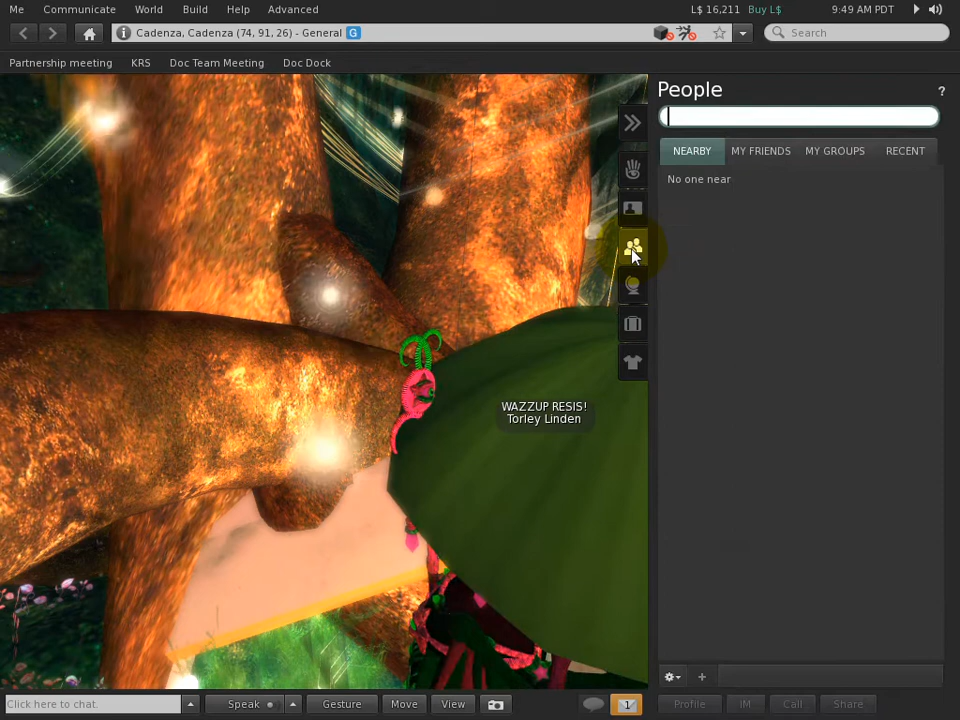 Me Communicate World Build Help Advanced L$ 16,211 Buy L$ 9:49 AM PDT
Cadenza, Cadenza (74, 91, 26) - General G Search
Partnership meeting KRS Doc Team Meeting Doc Dock
People ?
NEARBY MY FRIENDS MY GROUPS RECENT
No one near
WAZZUP RESIS!
Torley Linden
+
Click here to chat. Speak Gesture Move View 1 Profile IM Call Share